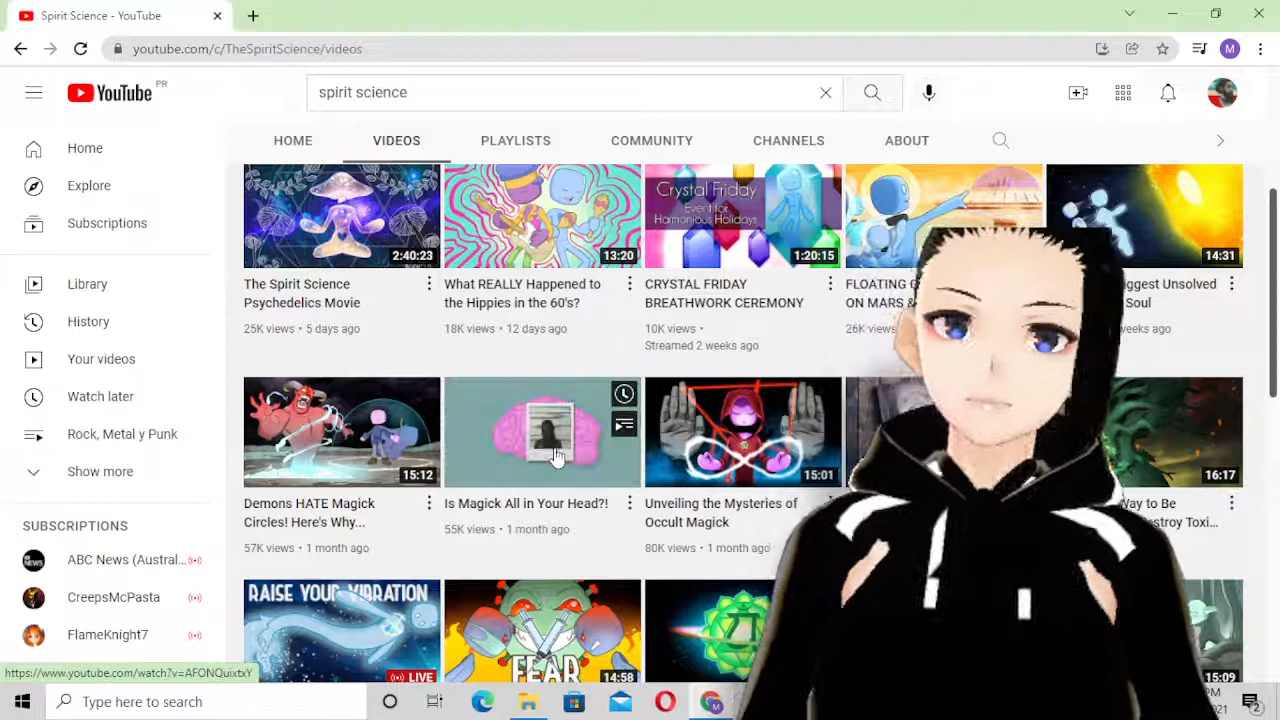 Spirit Science - YouTube
youtube.com/c/TheSpiritScience/videos
M
YouTube PR
spirit science
HOME VIDEOS PLAYLISTS COMMUNITY CHANNELS ABOUT
Home
Explore
Subscriptions
Library
History
Your videos
Watch later
Rock, Metal y Punk
Show more
SUBSCRIPTIONS
ABC News (Austral...
CreepsMcPasta
FlameKnight7
2:40:23
The Spirit Science
Psychedelics Movie
25K views • 5 days ago
13:20
What REALLY Happened to
the Hippies in the 60's?
18K views • 12 days ago
Crystal Friday
Event for
Harmonious Holidays
1:20:15
CRYSTAL FRIDAY
BREATHWORK CEREMONY
10K views •
Streamed 2 weeks ago
FLOATING
ON MARS &
26K views
14:31
Unsolved
Soul
ago
15:12
Demons HATE Magick
Circles! Here's Why...
57K views • 1 month ago
Is Magick All in Your Head?!
55K views • 1 month ago
15:01
Unveiling the Mysteries of
Occult Magick
80K views • 1 month ago
16:17
Way to Be
Toxi...
RAISE YOUR VIBRATION
LIVE
FEAR
14:58
15:09
https://www.youtube.com/watch?v=AFONQuixtxY
Type here to search
M
PM
2021
2